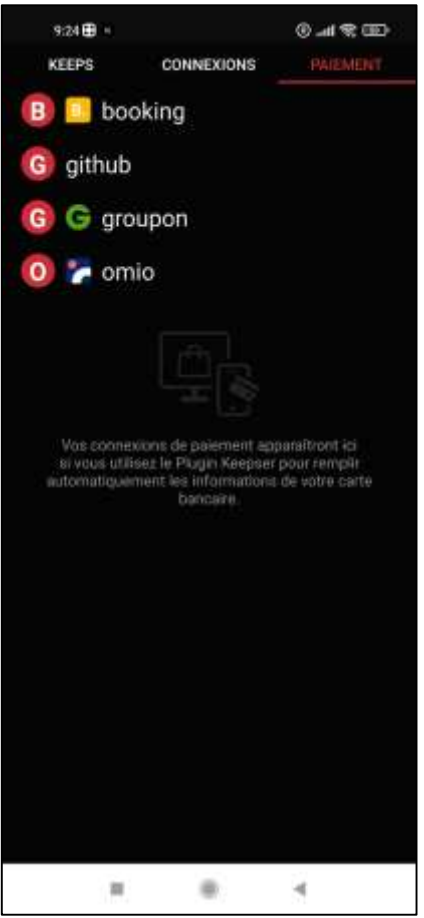 9:24
KEEPS CONNEXIONS PAIEMENT
B B. booking
G github
G G groupon
O omio
Vos connexions de paiement apparaîtront ici
si vous utilisez le Plugin Keepser pour remplir
automatiquement les informations de votre carte
bancaire.